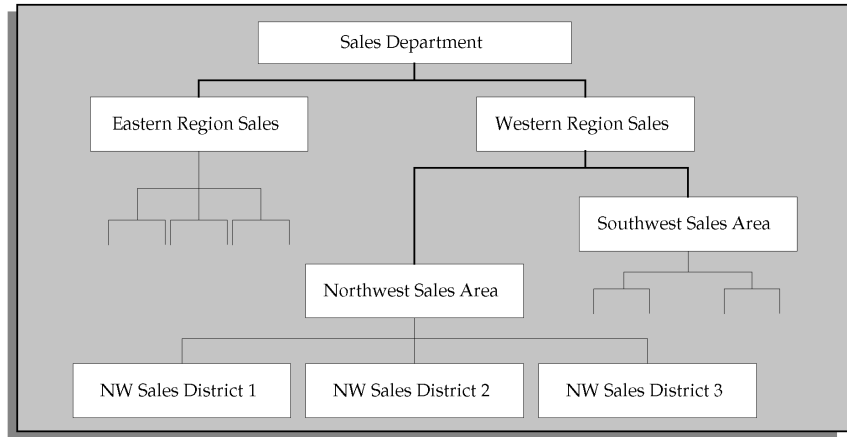 Sales Department
Eastern Region Sales
Western Region Sales
Southwest Sales Area
Northwest Sales Area
NW Sales District 1
NW Sales District 2
NW Sales District 3